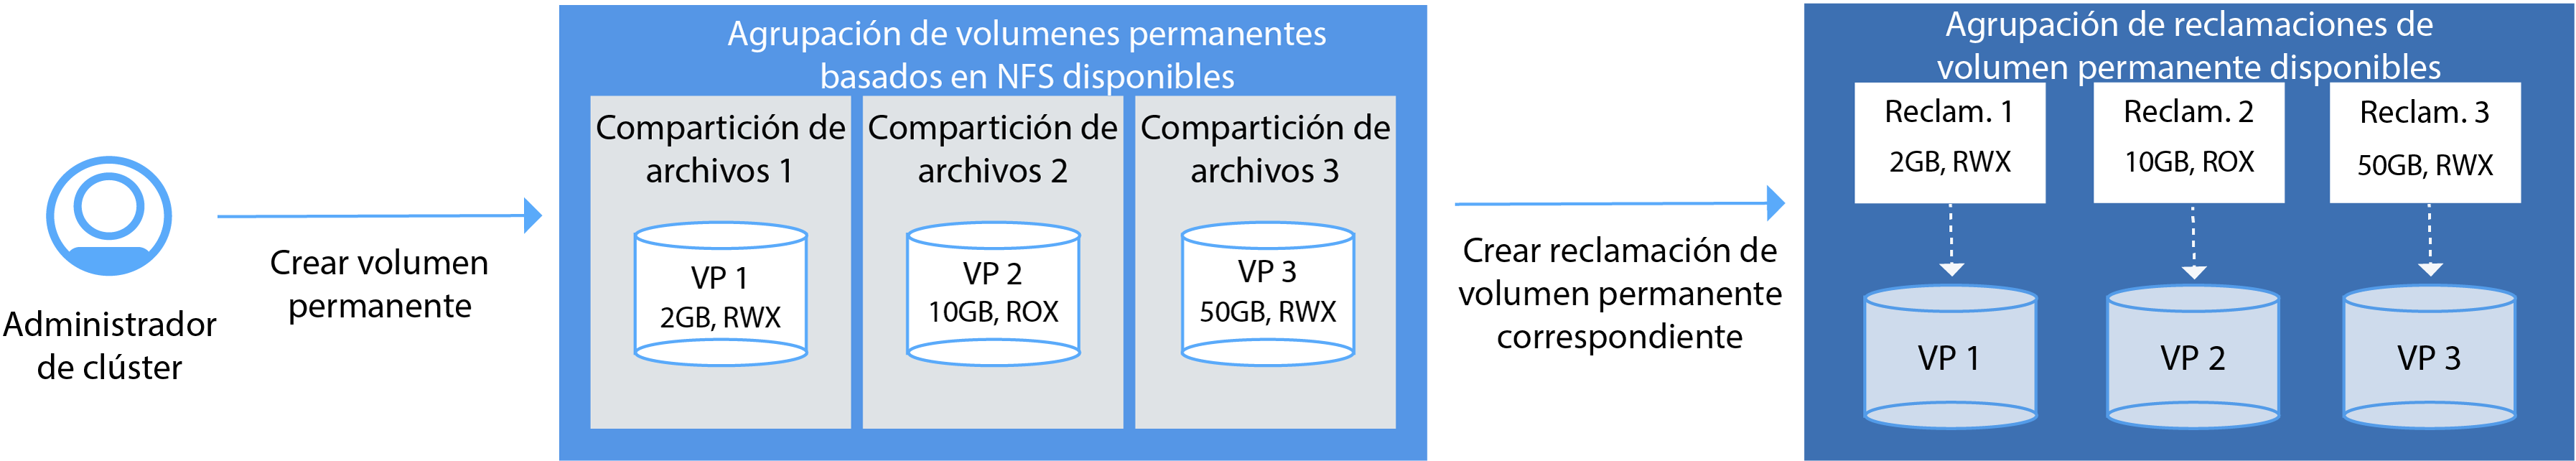 Administrador
de clúster
Crear volumen
permanente
Agrupación de volumenes permanentes
basados en NFS disponibles
Compartición de
archivos 1
VP 1
2GB, RWX
Compartición de
archivos 2
VP 2
10GB, ROX
Compartición de
archivos 3
VP 3
50GB, RWX
Crear reclamación de
volumen permanente
correspondiente
Agrupación de reclamaciones de
volumen permanente disponibles
Reclam. 1
2GB, RWX
VP 1
Reclam. 2
10GB, ROX
VP 2
Reclam. 3
50GB, RWX
VP 3